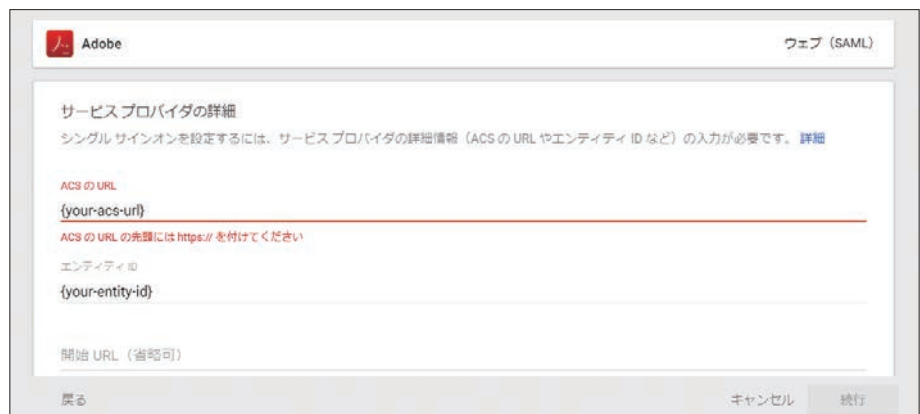 Adobe
ウェブ（SAML）
サービス プロバイダの詳細
シングル サインオンを設定するには、サービス プロバイダの詳細情報（ACS の URL やエンティティ ID など）の入力が必要です。 詳細
ACS の URL
{your-acs-url}
ACS の URL の先頭には https:// を付けてください
エンティティ ID
{your-entity-id}
開始 URL（省略可）
戻る
キャンセル
続行